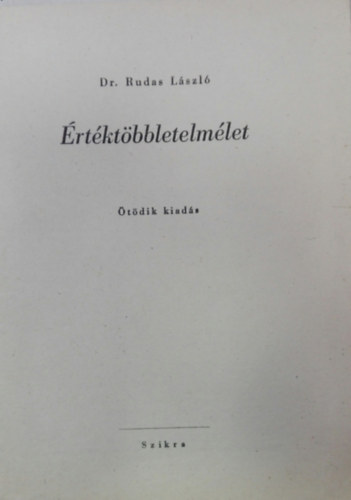 Dr. Rudas László
Értéktöbbletelmélet
Ötödik kiadás
Szikra